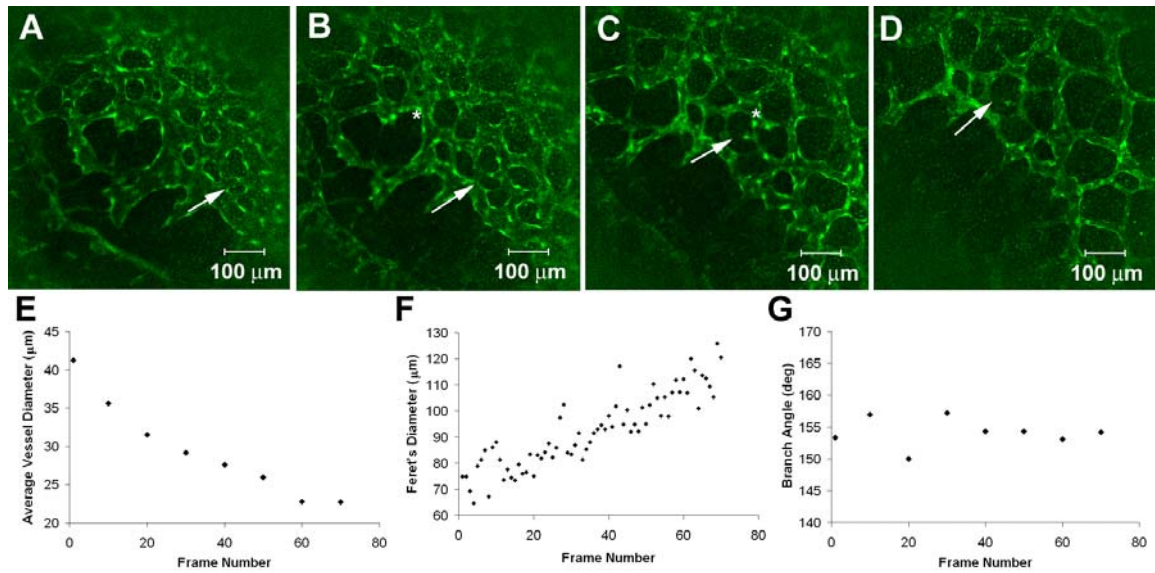 A
B
C
D
*
*
100 μm
100 μm
100 μm
100 μm
E
Average Vessel Diameter (μm)
45
40
35
30
25
20
0
20
40
60
80
Frame Number
F
Feret's Diameter (μm)
130
120
110
100
90
80
70
60
0
20
40
60
80
Frame Number
G
Branch Angle (deg)
170
165
160
155
150
145
140
0
20
40
60
80
Frame Number